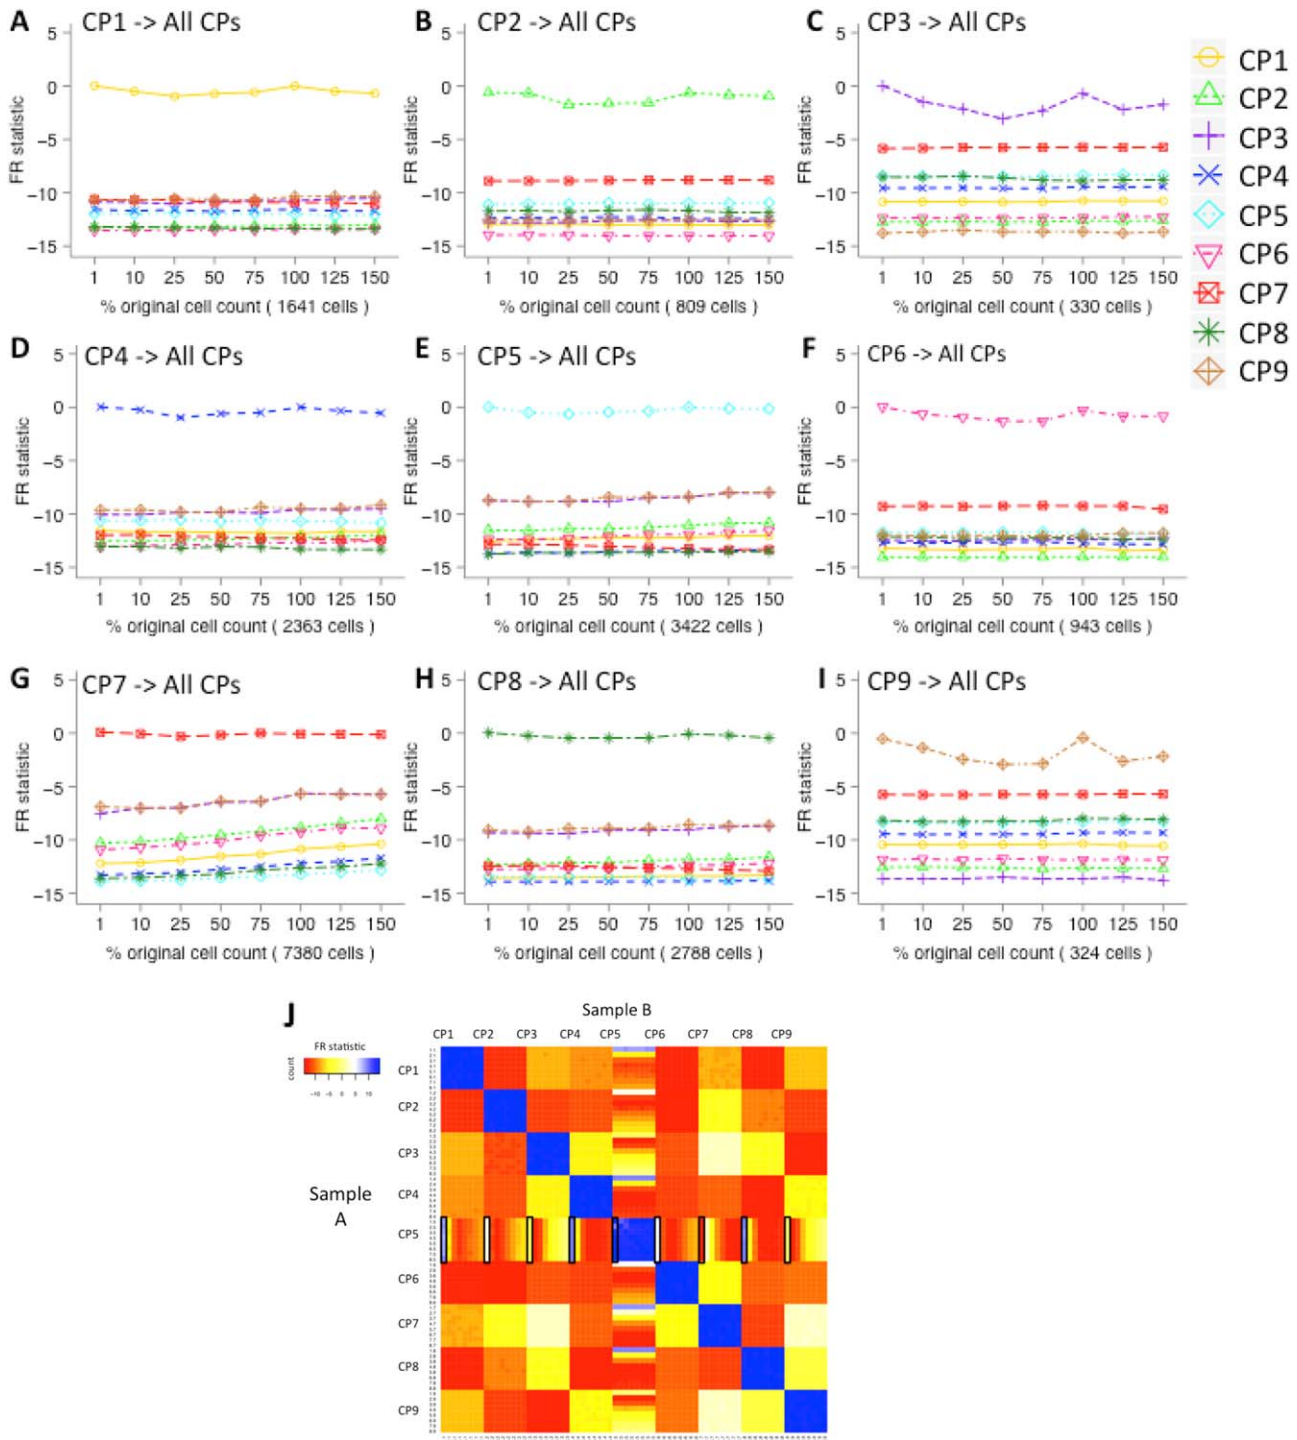 A CP1 -> All CPs
5
0
−5
−10
−15
FR statistic
1 10 25 50 75 100 125 150
% original cell count ( 1641 cells )
B CP2 -> All CPs
5
0
−5
−10
−15
FR statistic
1 10 25 50 75 100 125 150
% original cell count ( 809 cells )
C CP3 -> All CPs
5
0
−5
−10
−15
FR statistic
1 10 25 50 75 100 125 150
% original cell count ( 330 cells )
CP1
CP2
CP3
CP4
CP5
CP6
CP7
CP8
CP9
D CP4 -> All CPs
5
0
−5
−10
−15
FR statistic
1 10 25 50 75 100 125 150
% original cell count ( 2363 cells )
E CP5 -> All CPs
5
0
−5
−10
−15
FR statistic
1 10 25 50 75 100 125 150
% original cell count ( 3422 cells )
F CP6 -> All CPs
5
0
−5
−10
−15
FR statistic
1 10 25 50 75 100 125 150
% original cell count ( 943 cells )
G CP7 -> All CPs
5
0
−5
−10
−15
FR statistic
1 10 25 50 75 100 125 150
% original cell count ( 7380 cells )
H CP8 -> All CPs
5
0
−5
−10
−15
FR statistic
1 10 25 50 75 100 125 150
% original cell count ( 2788 cells )
I CP9 -> All CPs
5
0
−5
−10
−15
FR statistic
1 10 25 50 75 100 125 150
% original cell count ( 324 cells )
J
Sample B
CP1 CP2 CP3 CP4 CP5 CP6 CP7 CP8 CP9
FR statistic
count
−10 −5 0 5 10
CP1
CP2
CP3
CP4
Sample
A
CP5
CP6
CP7
CP8
CP9